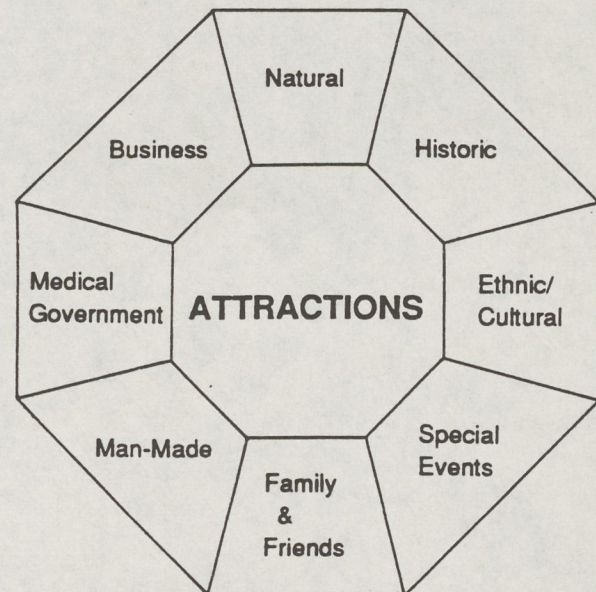 Natural
Historic
Ethnic/
Cultural
Special
Events
Family
&
Friends
Man-Made
Medical
Government
Business
ATTRACTIONS